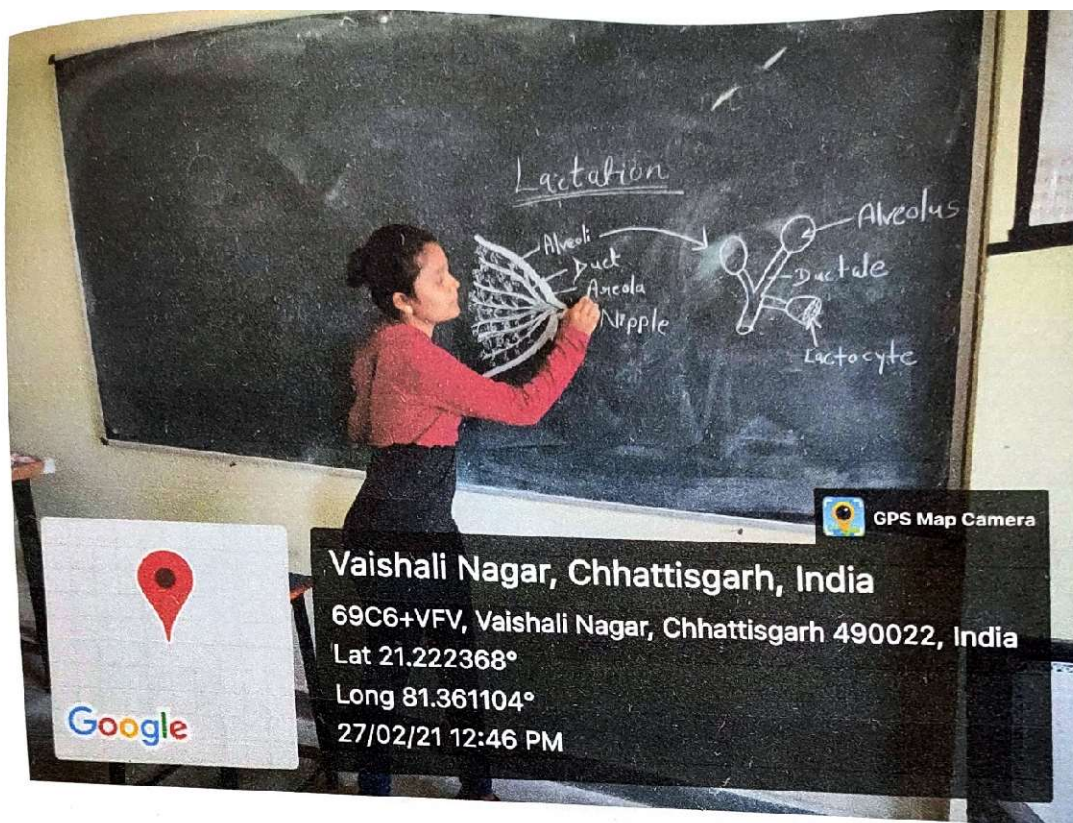 Lactation
Alveoli
Duct
Areola
Nipple
Alveolus
Ductule
Lactocyte
GPS Map Camera
Vaishali Nagar, Chhattisgarh, India
69C6+VFV, Vaishali Nagar, Chhattisgarh 490022, India
Lat 21.222368°
Long 81.361104°
27/02/21 12:46 PM
Google